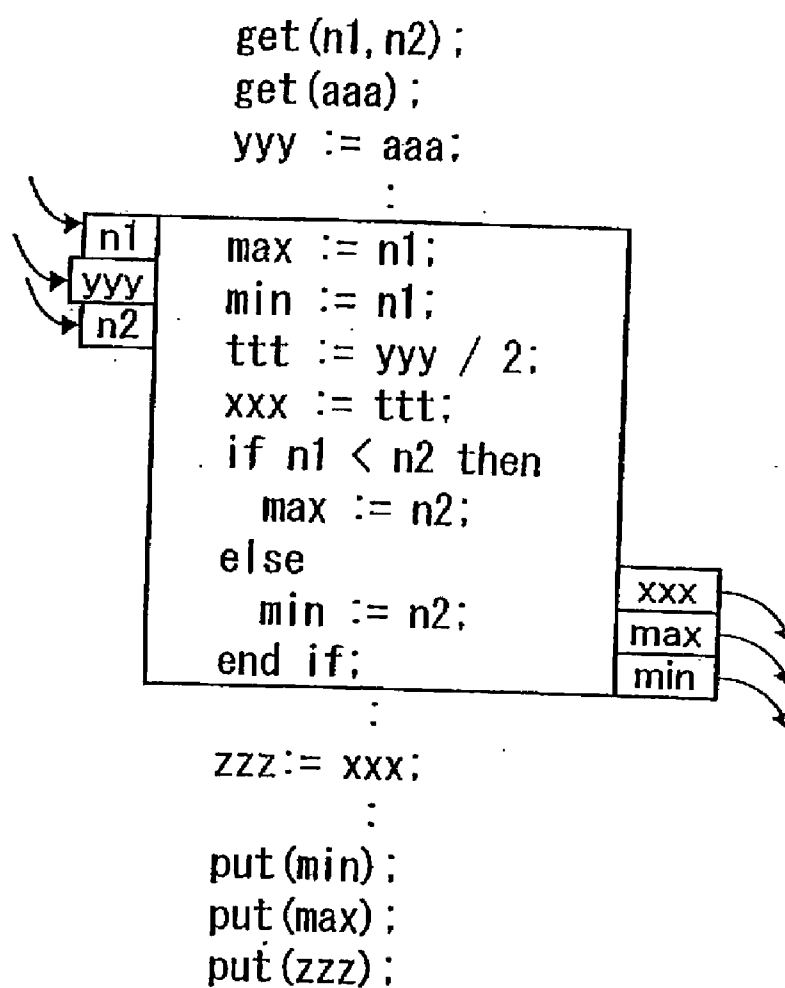 get(n1,n2);
get(aaa);
yyy := aaa;
:
n1
yyy
n2
max := n1;
min := n1;
ttt := yyy / 2;
xxx := ttt;
if n1 < n2 then
max := n2;
else
min := n2;
end if;
xxx
max
min
:
zzz:= xxx;
:
put(min);
put(max);
put(zzz);